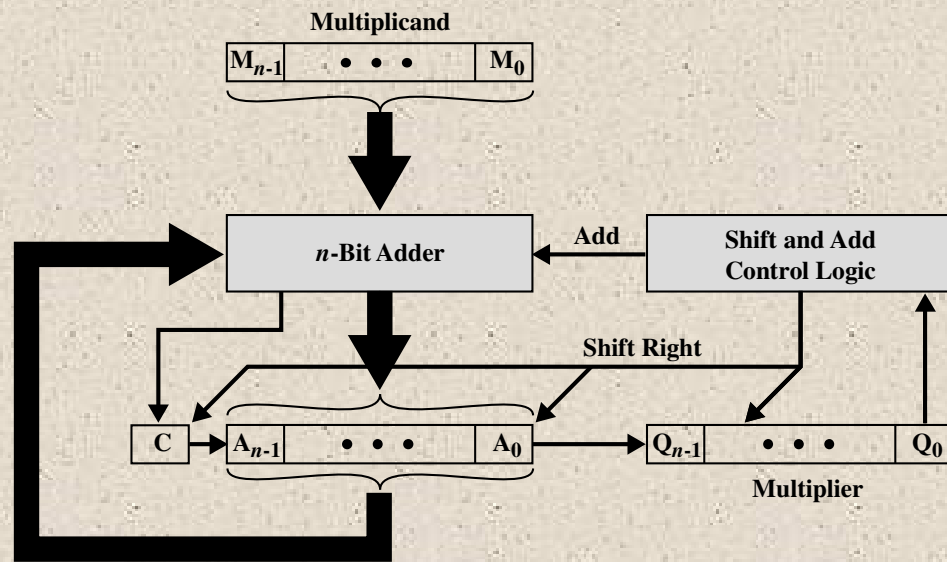 Multiplicand
Mn-1 • • • M0
n-Bit Adder
Add
Shift and Add
Control Logic
Shift Right
C
An-1 • • • A0
Qn-1 • • • Q0
Multiplier